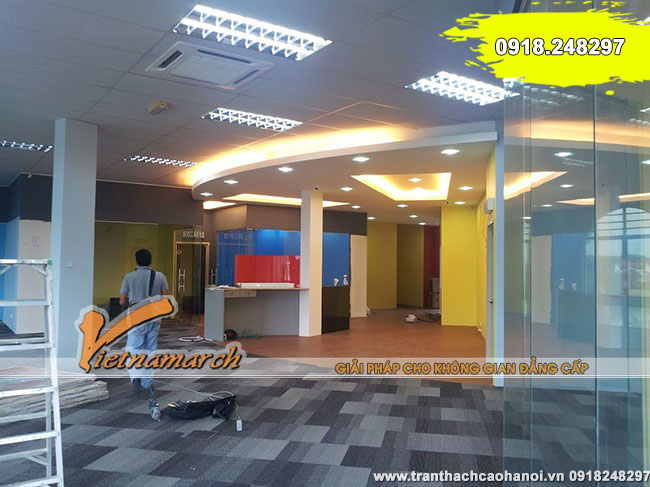 0918.248297
Vietnamarch
GIẢI PHÁP CHO KHÔNG GIAN ĐẲNG CẤP
www.tranthachcaohanoi.vn 0918248297